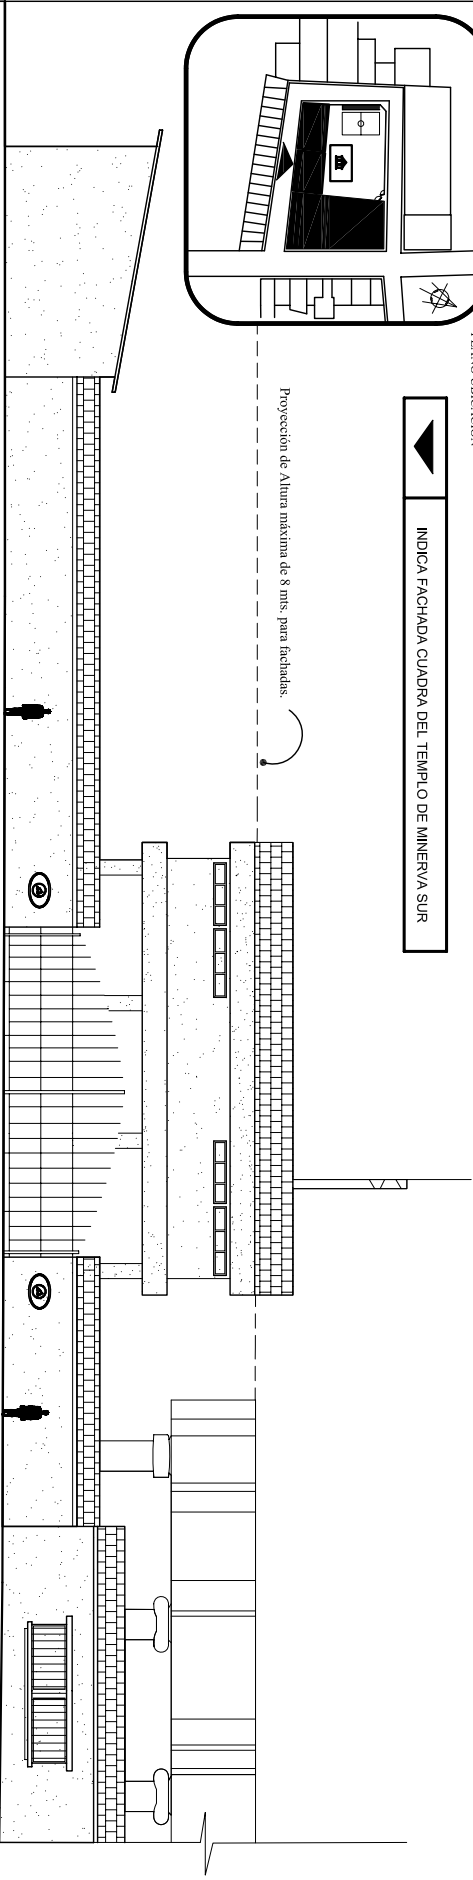 INDICA FACHADA CUADRA DEL TEMPLO DE MINERVA SUR
Proyección de Altura máxima de 8 mts. para fachadas.